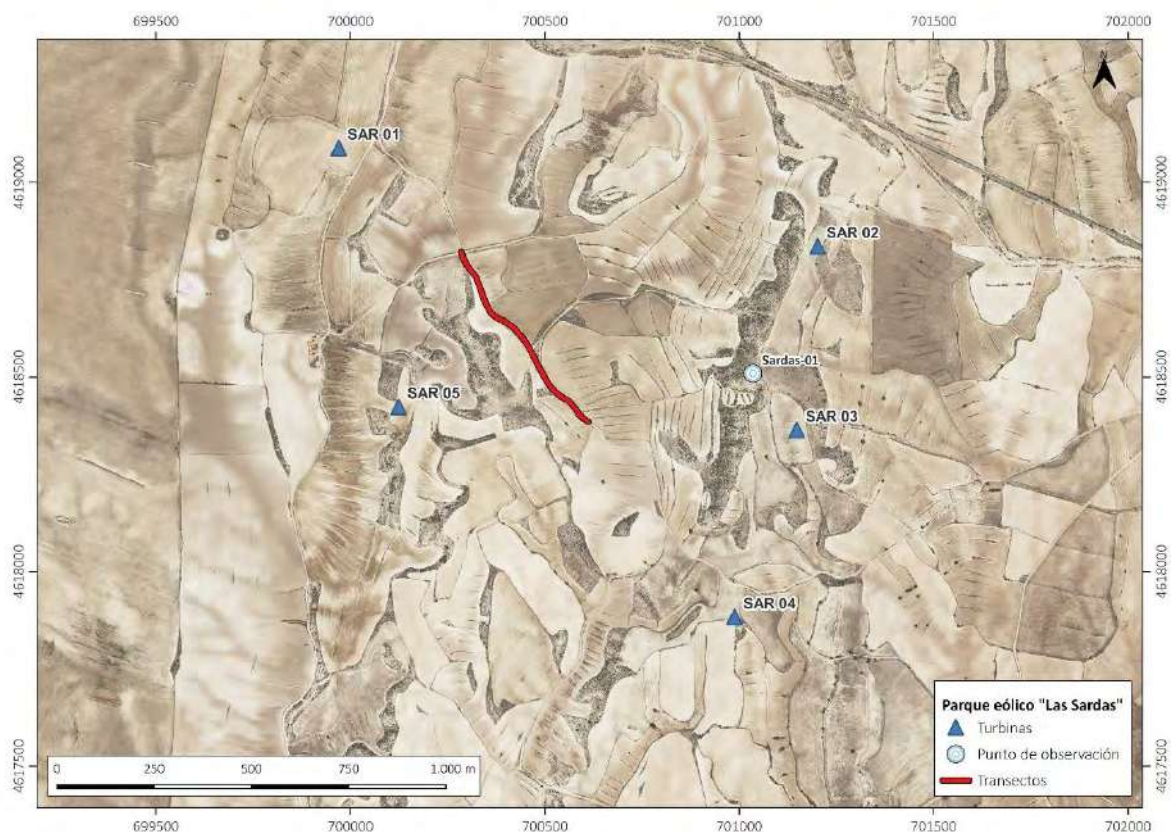 699500 700000 700500 701000 701500 702000
N
SAR 01
4619000 4619000
SAR 02
Sardas-01
4618500 4618500
SAR 05
SAR 03
4618000 4618000
SAR 04
Parque eólico "Las Sardas"
Turbinas
Punto de observación
Transectos
4617500 4617500
0 250 500 750 1.000 m
699500 700000 700500 701000 701500 702000